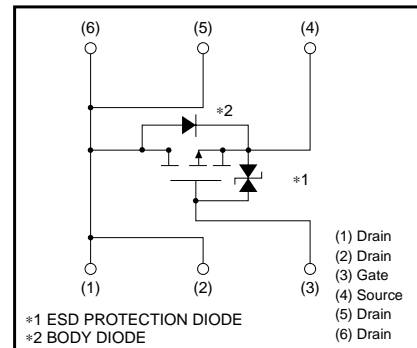 (6) (5) (4)
∗2
∗1
(1) (2) (3)
(1) Drain
(2) Drain
(3) Gate
(4) Source
(5) Drain
(6) Drain
∗1 ESD PROTECTION DIODE
∗2 BODY DIODE